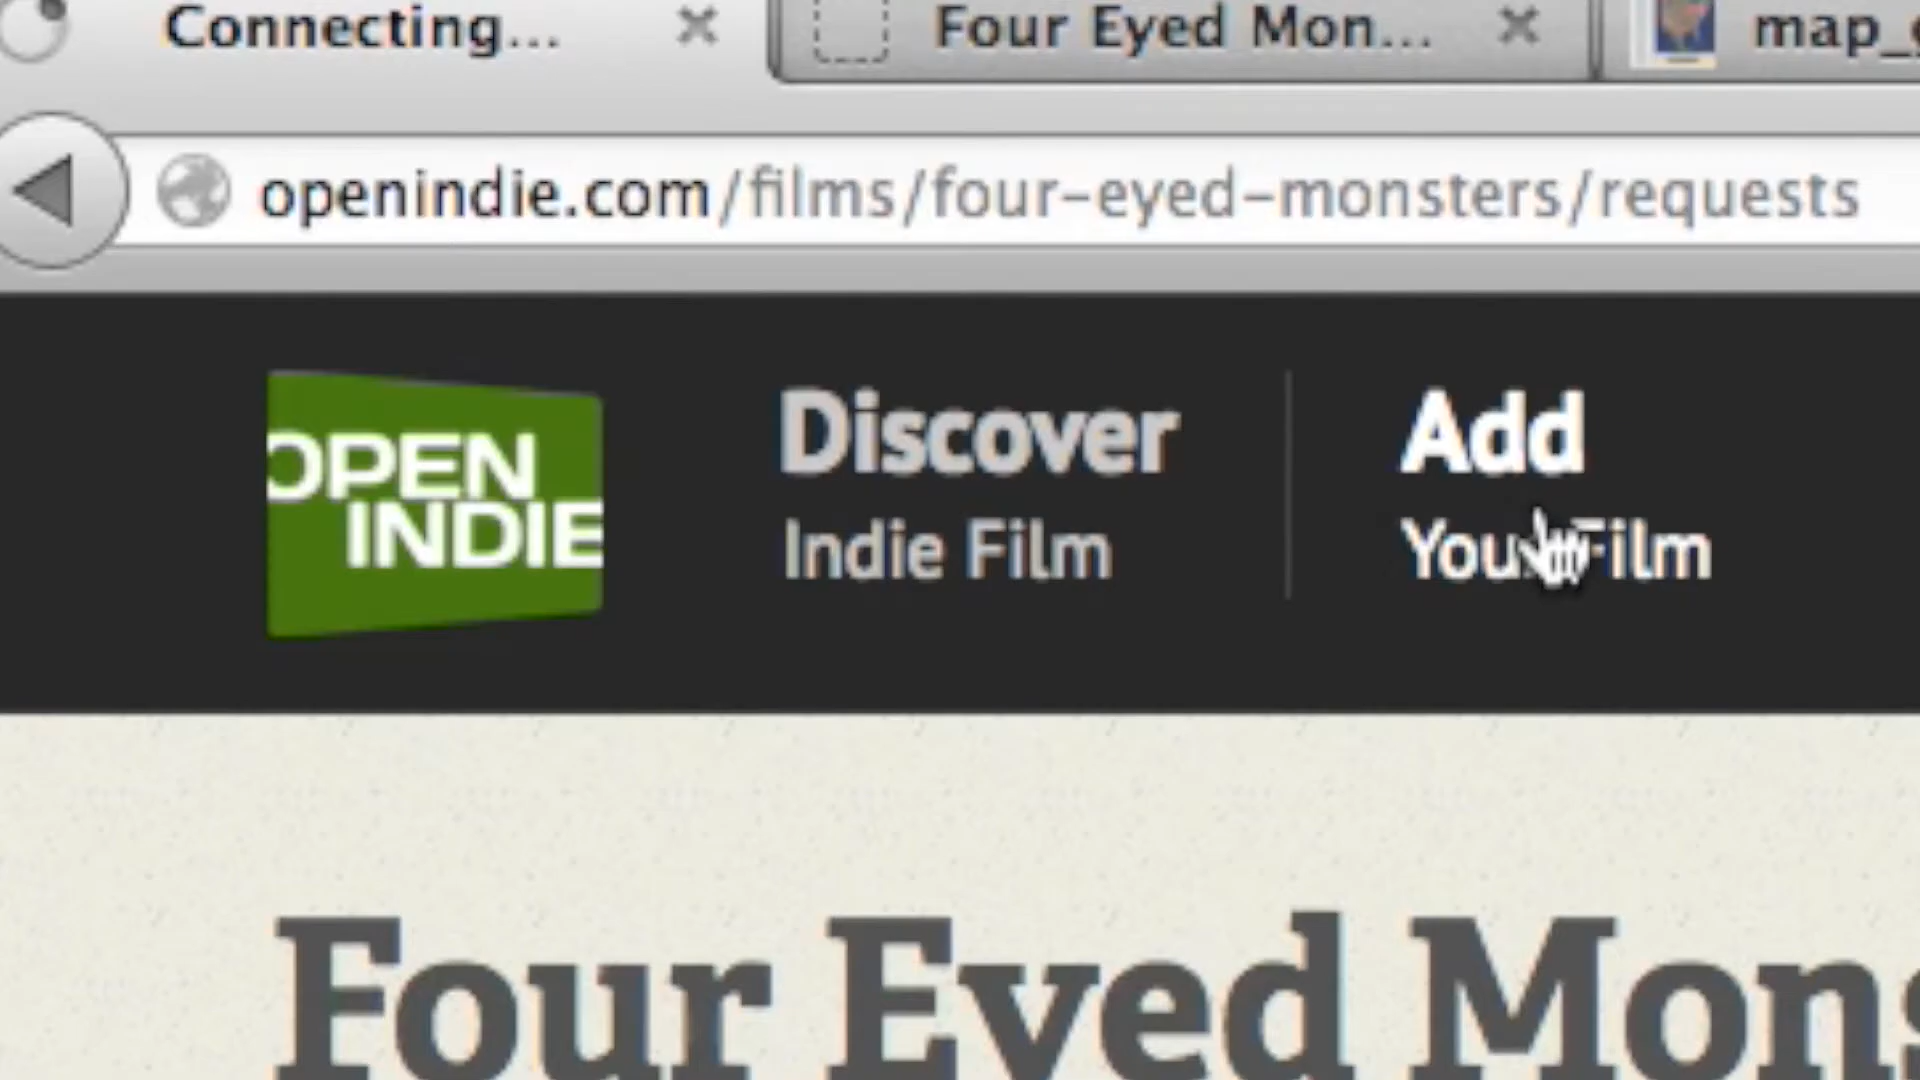 Connecting...
Four Eyed Mon...
map_
openindie.com/films/four-eyed-monsters/requests
OPEN
INDIE
Discover
Indie Film
Add
Your Film
Four Eyed Mons